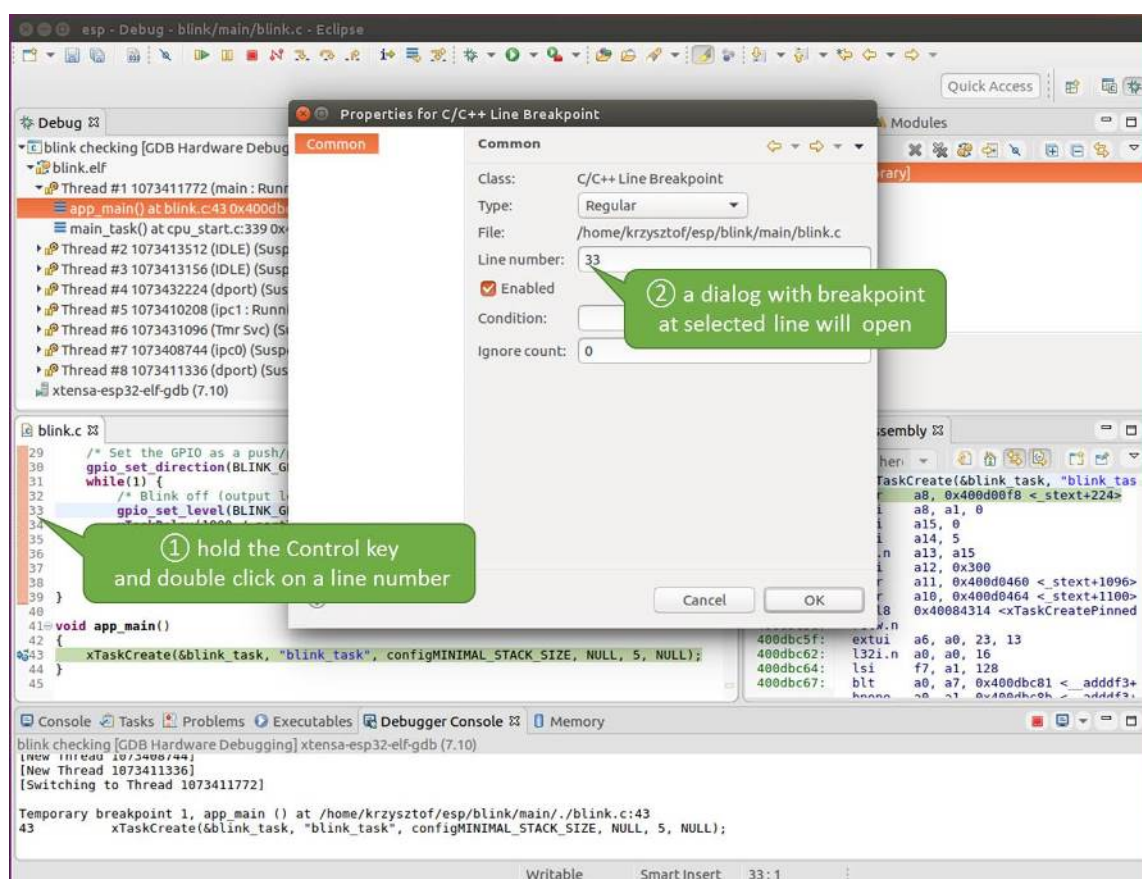 esp - Debug - blink/main/blink.c - Eclipse
Quick Access
Debug
blink checking [GDB Hardware Debug
blink.elf
Thread #1 1073411772 (main : Runn
app_main() at blink.c:43 0x400db
main_task() at cpu_start.c:339 0x
Thread #2 1073413512 (IDLE) (Susp
Thread #3 1073413156 (IDLE) (Susp
Thread #4 1073432224 (dport) (Sus
Thread #5 1073410208 (ipc1 : Runni
Thread #6 1073431096 (Tmr Svc) (S
Thread #7 1073408744 (ipc0) (Susp
Thread #8 1073411336 (dport) (Sus
xtensa-esp32-elf-gdb (7.10)
Properties for C/C++ Line Breakpoint
Common
Common
Class: C/C++ Line Breakpoint
Type: Regular
File: /home/krzysztof/esp/blink/main/blink.c
Line number: 33
Enabled
Condition:
Ignore count: 0
② a dialog with breakpoint
at selected line will open
Cancel OK
Modules
rary]
blink.c
29 /* Set the GPIO as a push/
30 gpio_set_direction(BLINK_G
31 while(1) {
32 /* Blink off (output l
33 gpio_set_level(BLINK_G
34
35
36
37
38
39 }
40
41 void app_main()
42 {
43 xTaskCreate(&blink_task, "blink_task", configMINIMAL_STACK_SIZE, NULL, 5, NULL);
44 }
45
① hold the Control key
and double click on a line number
sembly
her
TaskCreate(&blink_task, "blink_tas
r a8, 0x400d00f8 <_stext+224>
i a8, a1, 0
i a15, 0
i a14, 5
.n a13, a15
i a12, 0x300
r a11, 0x400d0460 <_stext+1096>
r a10, 0x400d0464 <_stext+1100>
l8 0x40084314 <xTaskCreatePinned
400dbc5f: extui a6, a0, 23, 13
400dbc62: l32i.n a0, a0, 16
400dbc64: lsi f7, a1, 128
400dbc67: blt a0, a7, 0x400dbc81 <__adddf3+
Console Tasks Problems Executables Debugger Console Memory
blink checking [GDB Hardware Debugging] xtensa-esp32-elf-gdb (7.10)
[New Thread 1073408744]
[New Thread 1073411336]
[Switching to Thread 1073411772]
Temporary breakpoint 1, app_main () at /home/krzysztof/esp/blink/main/./blink.c:43
43 xTaskCreate(&blink_task, "blink_task", configMINIMAL_STACK_SIZE, NULL, 5, NULL);
Writable Smart Insert 33 : 1